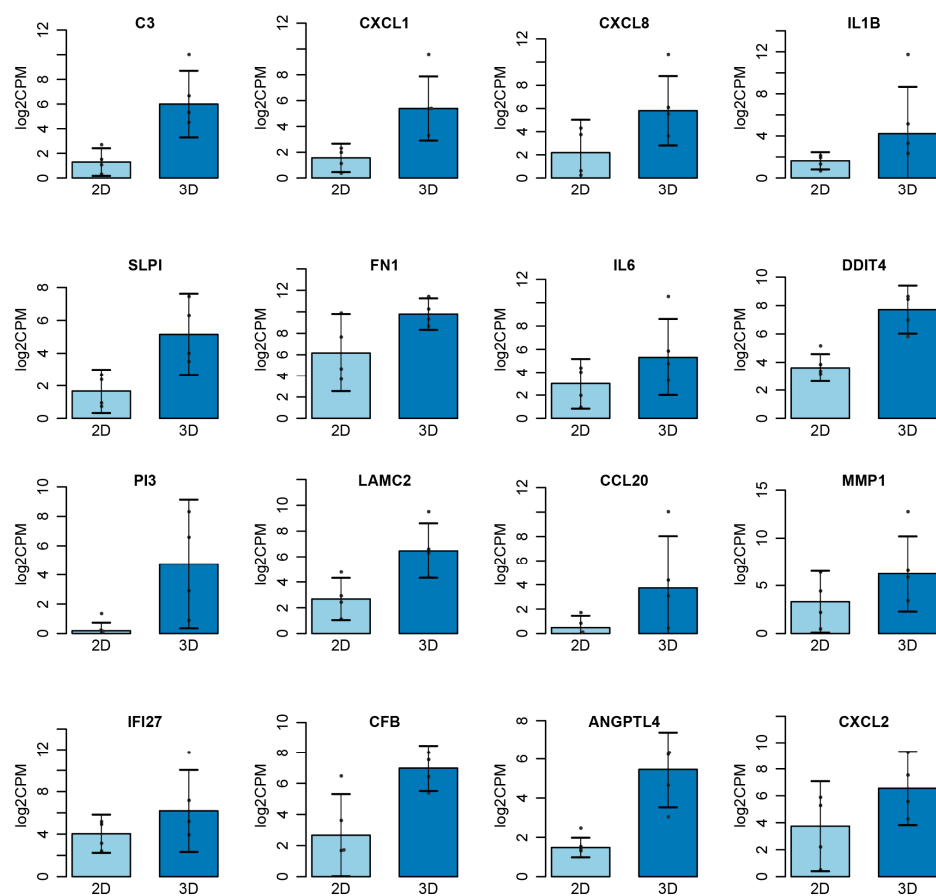 C3 CXCL1 CXCL8 IL1B
log2CPM log2CPM log2CPM log2CPM
0 2 4 6 8 10 12 0 2 4 6 8 12 0 2 4 6 8 12 0 4 8 12
2D 3D 2D 3D 2D 3D 2D 3D
SLPI FN1 IL6 DDIT4
log2CPM log2CPM log2CPM log2CPM
0 2 4 6 8 0 2 4 6 8 12 0 2 4 6 8 12 0 2 4 6 8 10
2D 3D 2D 3D 2D 3D 2D 3D
PI3 LAMC2 CCL20 MMP1
log2CPM log2CPM log2CPM log2CPM
0 2 4 6 8 10 0 2 4 6 8 12 0 2 4 6 8 12 0 5 10 15
2D 3D 2D 3D 2D 3D 2D 3D
IFI27 CFB ANGPTL4 CXCL2
log2CPM log2CPM log2CPM log2CPM
0 4 8 12 0 2 4 6 8 10 0 2 4 6 8 0 2 4 6 8 12
2D 3D 2D 3D 2D 3D 2D 3D